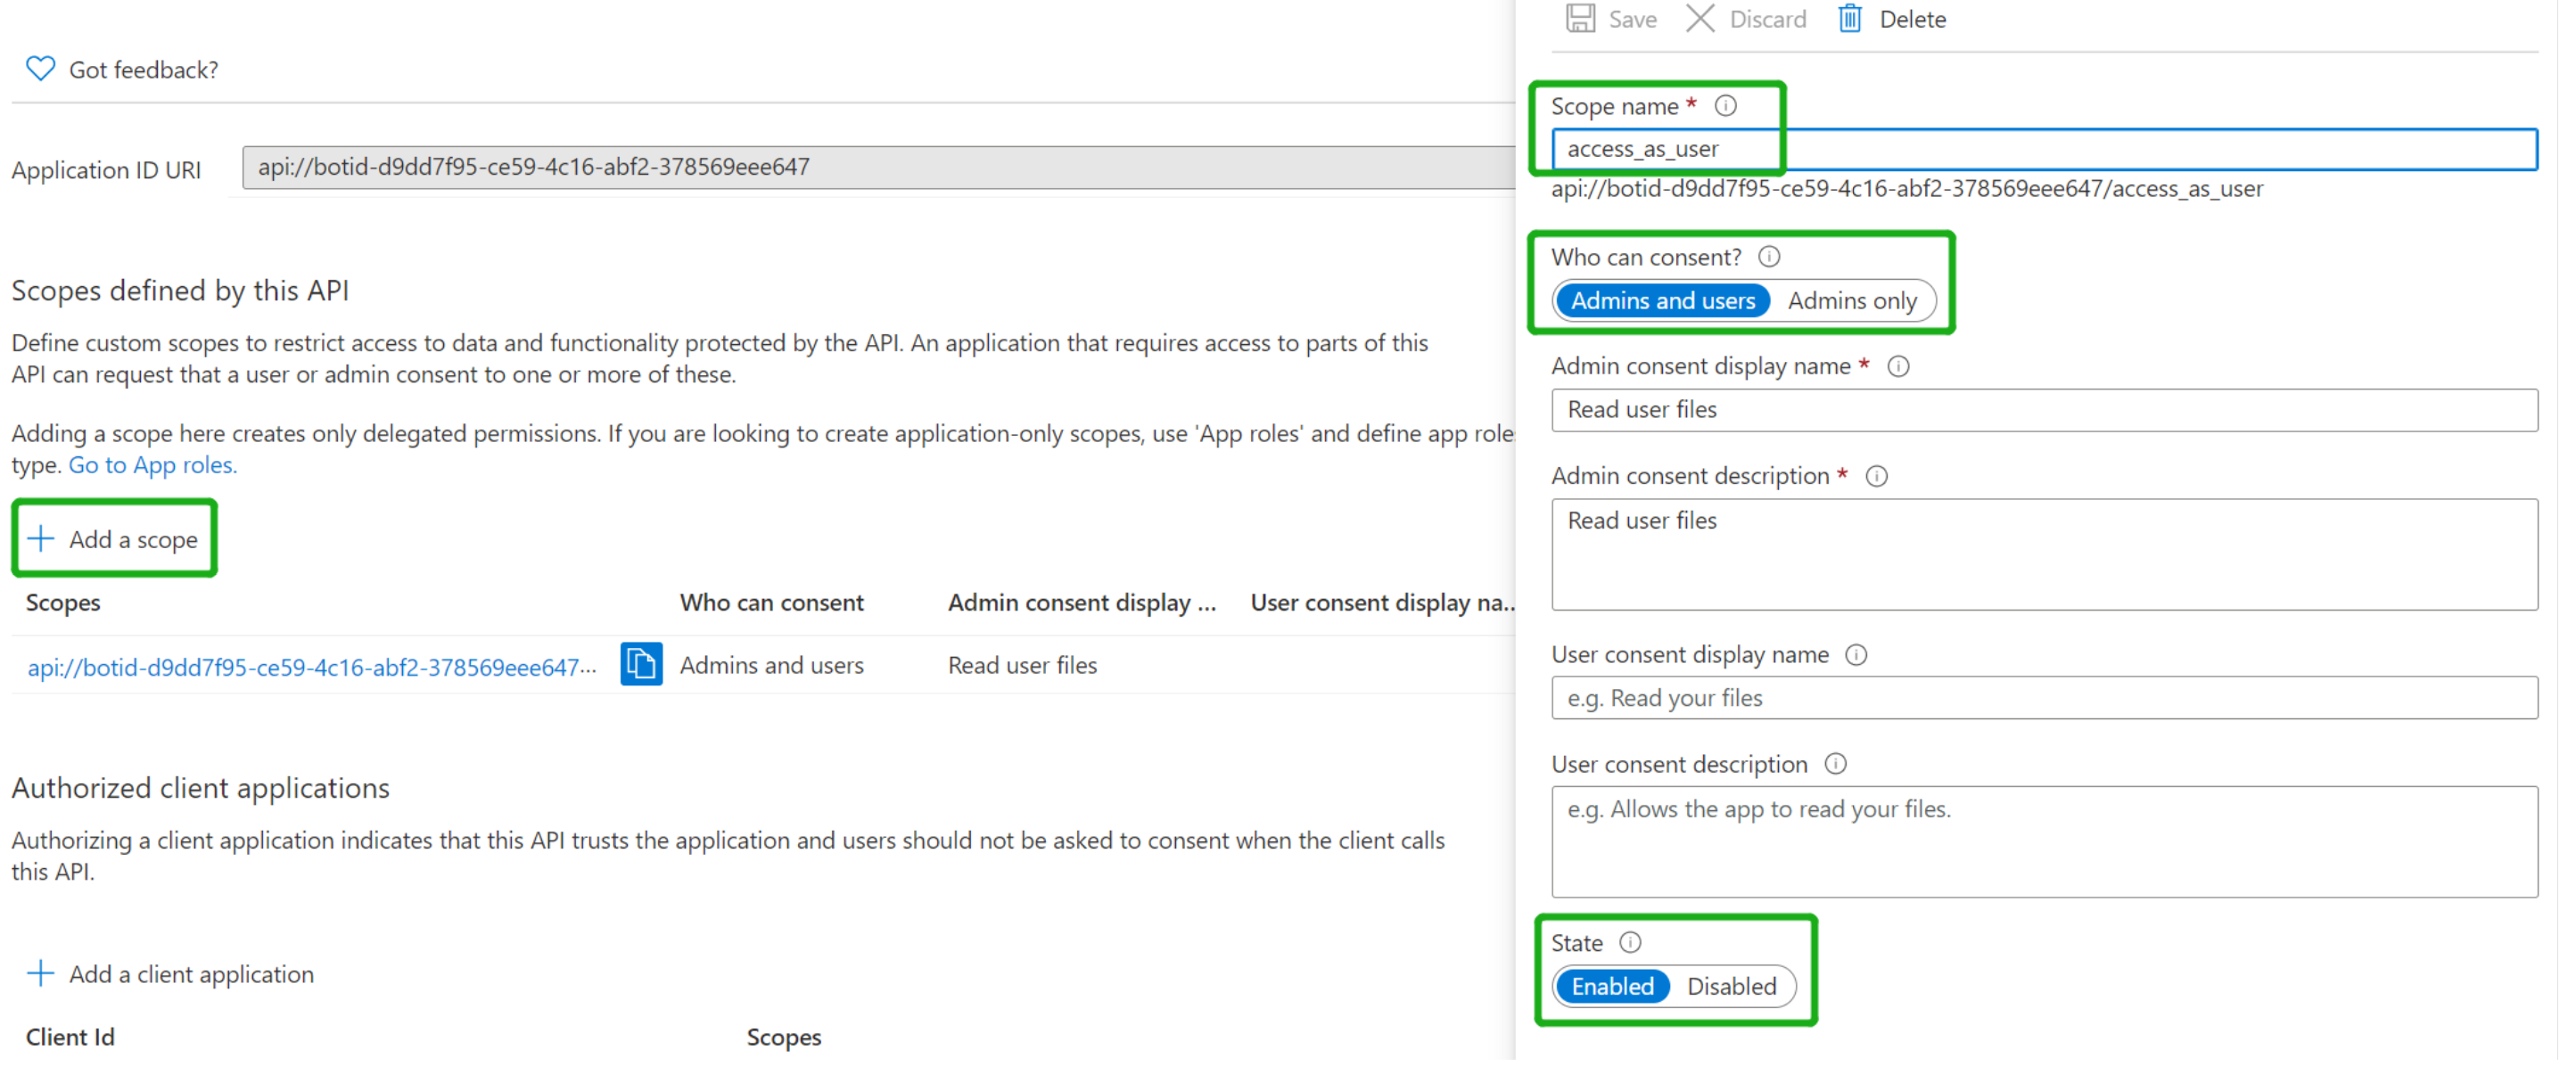 Got feedback?
Application ID URI
api://botid-d9dd7f95-ce59-4c16-abf2-378569eee647
Scopes defined by this API
Define custom scopes to restrict access to data and functionality protected by the API. An application that requires access to parts of this
API can request that a user or admin consent to one or more of these.
Adding a scope here creates only delegated permissions. If you are looking to create application-only scopes, use 'App roles' and define app role
type. Go to App roles.
Add a scope
Scopes Who can consent Admin consent display ... User consent display na...
api://botid-d9dd7f95-ce59-4c16-abf2-378569eee647... Admins and users Read user files
Authorized client applications
Authorizing a client application indicates that this API trusts the application and users should not be asked to consent when the client calls
this API.
Add a client application
Client Id Scopes
Save Discard Delete
Scope name *
access_as_user
api://botid-d9dd7f95-ce59-4c16-abf2-378569eee647/access_as_user
Who can consent?
Admins and users Admins only
Admin consent display name *
Read user files
Admin consent description *
Read user files
User consent display name
e.g. Read your files
User consent description
e.g. Allows the app to read your files.
State
Enabled Disabled